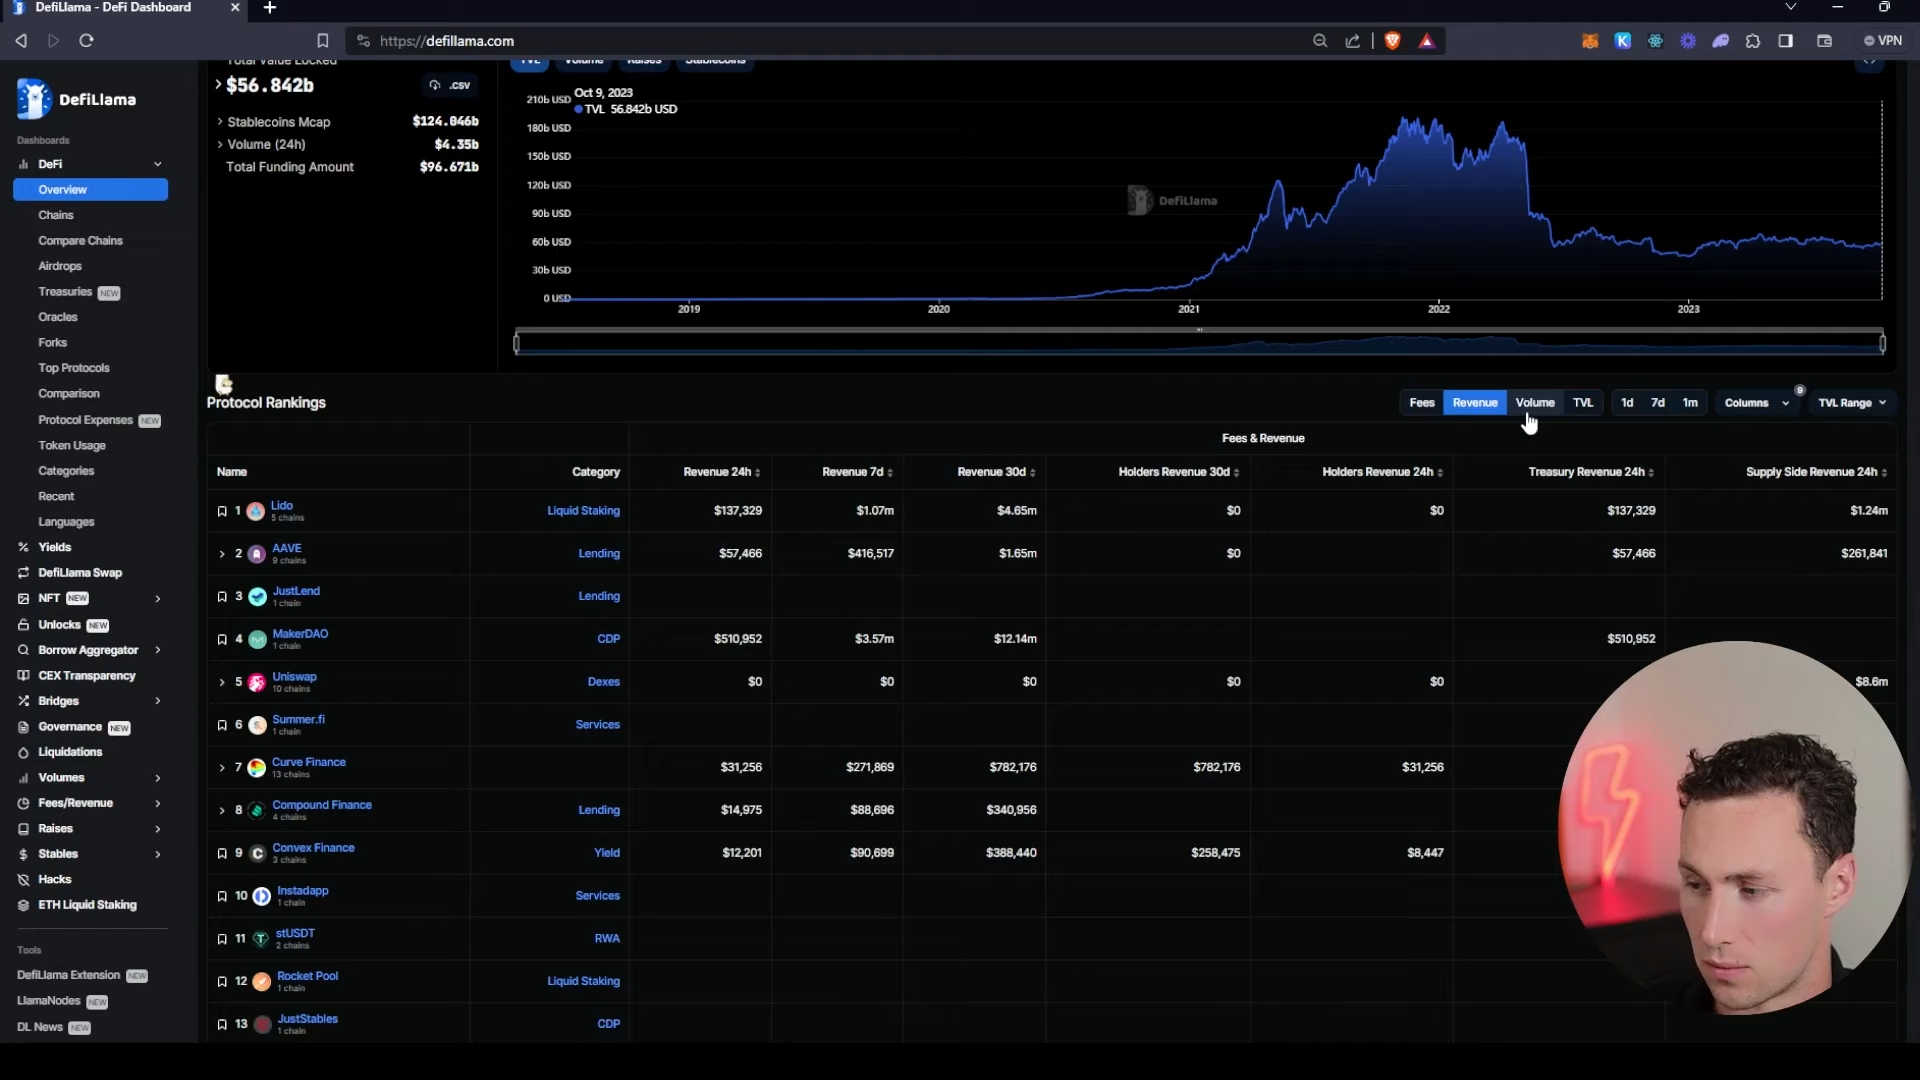 DefiLlama - DeFi Dashboard
https://defillama.com
VPN
DefiLlama
Dashboards
DeFi
Overview
Chains
Compare Chains
Airdrops
Treasuries NEW
Oracles
Forks
Top Protocols
Comparison
Protocol Expenses NEW
Token Usage
Categories
Recent
Languages
Yields
DefiLlama Swap
NFT NEW
Unlocks NEW
Borrow Aggregator
CEX Transparency
Bridges
Governance NEW
Liquidations
Volumes
Fees/Revenue
Raises
Stables
Hacks
ETH Liquid Staking
Tools
DefiLlama Extension NEW
LlamaNodes NEW
DL News NEW
Total Value Locked
$56.842b
.csv
Stablecoins Mcap $124.046b
Volume (24h) $4.35b
Total Funding Amount $96.671b
TVL Volume Raises Stablecoins
Oct 9, 2023
TVL 56.842b USD
210b USD
180b USD
150b USD
120b USD
90b USD
60b USD
30b USD
0 USD
DefiLlama
2019 2020 2021 2022 2023
Protocol Rankings
Fees Revenue Volume TVL 1d 7d 1m Columns 9 TVL Range
Fees & Revenue
Name Category Revenue 24h Revenue 7d Revenue 30d Holders Revenue 30d Holders Revenue 24h Treasury Revenue 24h Supply Side Revenue 24h
1 Lido Liquid Staking $137,329 $1.07m $4.65m $0 $0 $137,329 $1.24m
5 chains
2 AAVE Lending $57,466 $416,517 $1.65m $0 $57,466 $261,841
9 chains
3 JustLend Lending
1 chain
4 MakerDAO CDP $510,952 $3.57m $12.14m $510,952
1 chain
5 Uniswap Dexes $0 $0 $0 $0 $0 $8.6m
10 chains
6 Summer.fi Services
1 chain
7 Curve Finance $31,256 $271,869 $782,176 $782,176 $31,256
13 chains
8 Compound Finance Lending $14,975 $88,696 $340,956
4 chains
9 Convex Finance Yield $12,201 $90,699 $388,440 $258,475 $8,447
3 chains
10 Instadapp Services
1 chain
11 stUSDT RWA
2 chains
12 Rocket Pool Liquid Staking
1 chain
13 JustStables CDP
1 chain